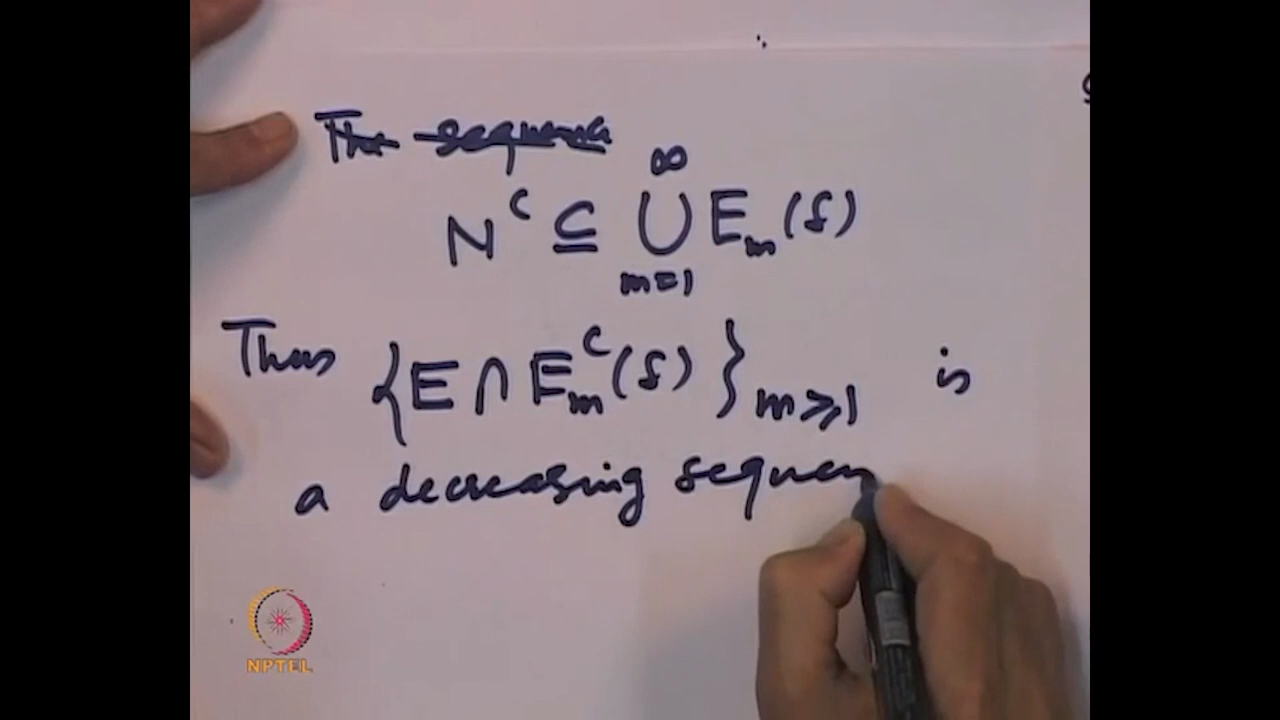 The sequence
N^c ⊆ ⋃_{m=1}^{∞} E_m(f)
Thus {E ∩ E_m^c(f)}_{m≥1} is
a decreasing sequen
NPTEL